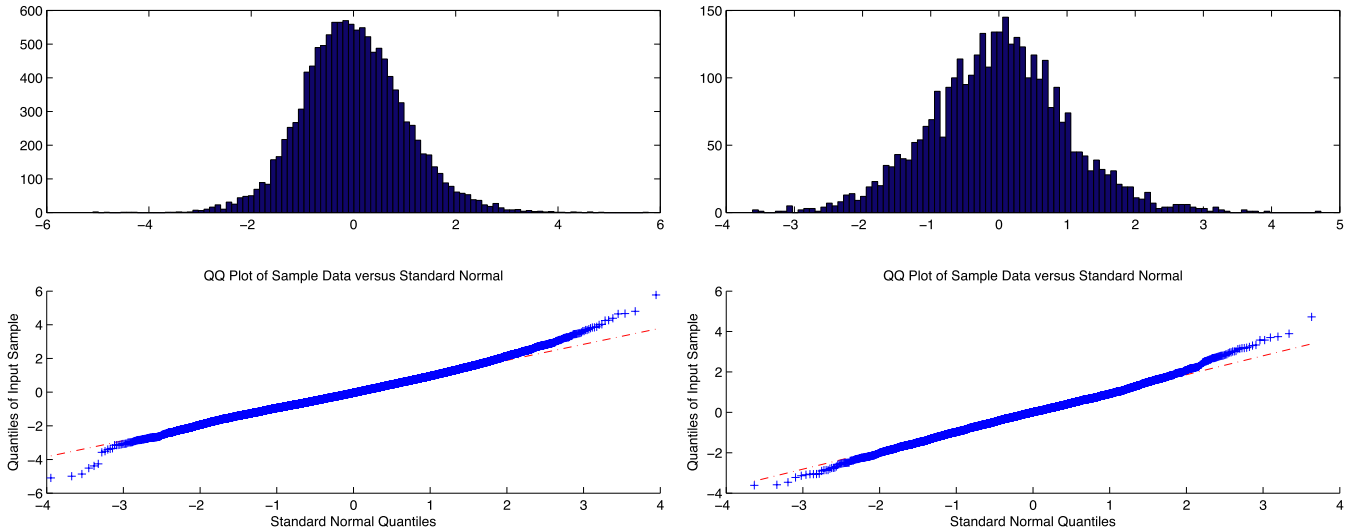 600
500
400
300
200
100
0
−6 −4 −2 0 2 4 6
150
100
50
0
−4 −3 −2 −1 0 1 2 3 4 5
QQ Plot of Sample Data versus Standard Normal
Quantiles of Input Sample
6
4
2
0
−2
−4
−6
−4 −3 −2 −1 0 1 2 3 4
Standard Normal Quantiles
QQ Plot of Sample Data versus Standard Normal
Quantiles of Input Sample
6
4
2
0
−2
−4
−4 −3 −2 −1 0 1 2 3 4
Standard Normal Quantiles